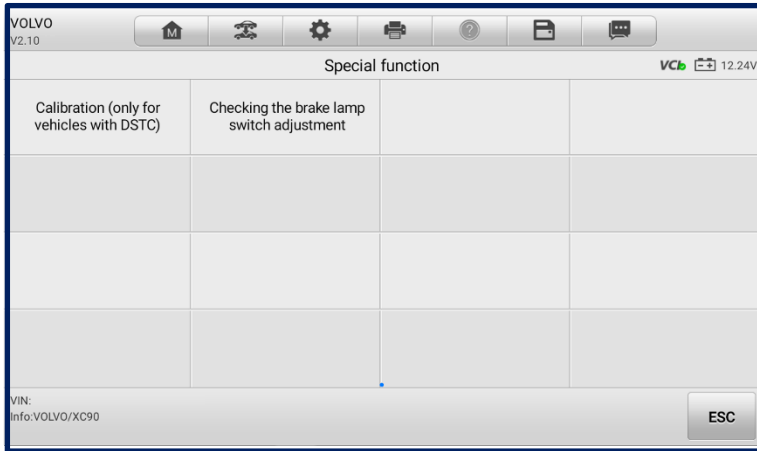 VOLVO
V2.10
M
Special function
VCI 12.24V
Calibration (only for
vehicles with DSTC)
Checking the brake lamp
switch adjustment
VIN:
Info:VOLVO/XC90
ESC